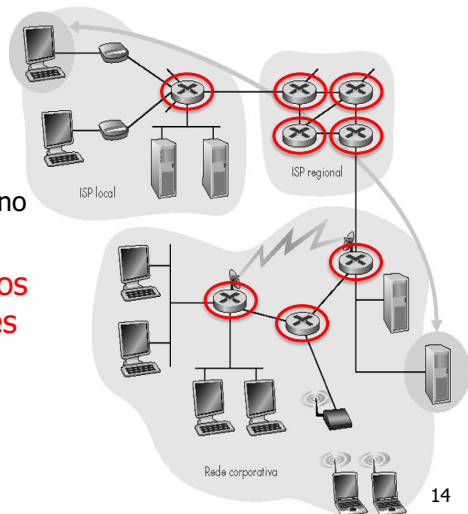 ISP local
ISP regional
no
os
es
Rede corporativa
14